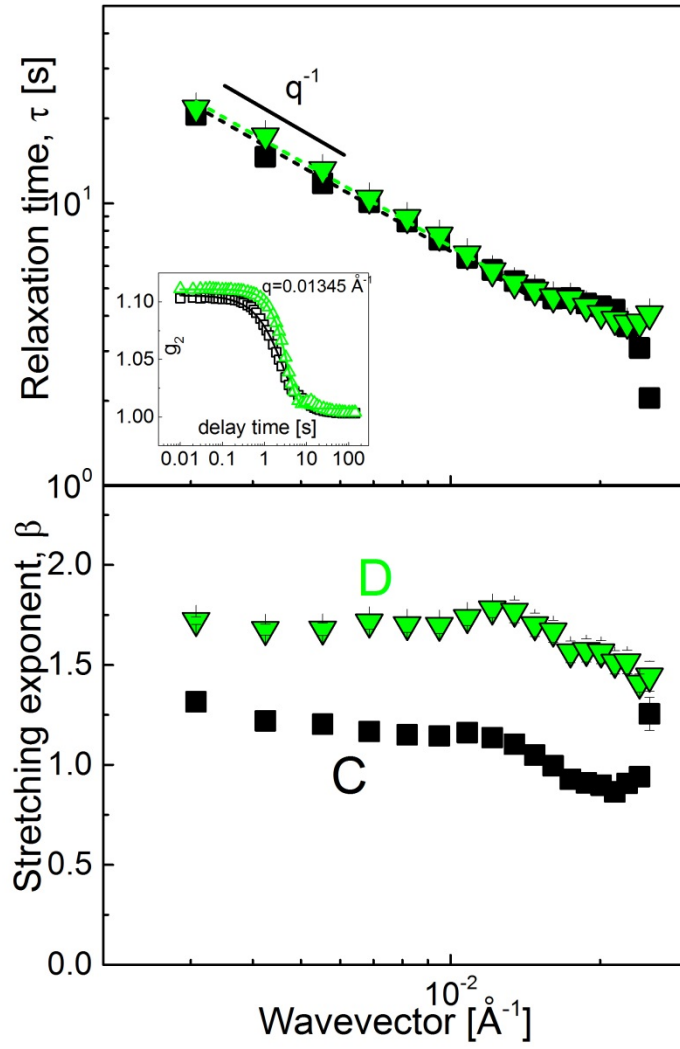 Relaxation time, τ [s]
q⁻¹
10¹
10⁰
q=0.01345 Å⁻¹
g₂
1.10
1.05
1.00
delay time [s]
0.01 0.1 1 10 100
Stretching exponent, β
2.0
1.5
1.0
0.5
0.0
D
C
10⁻²
Wavevector [Å⁻¹]